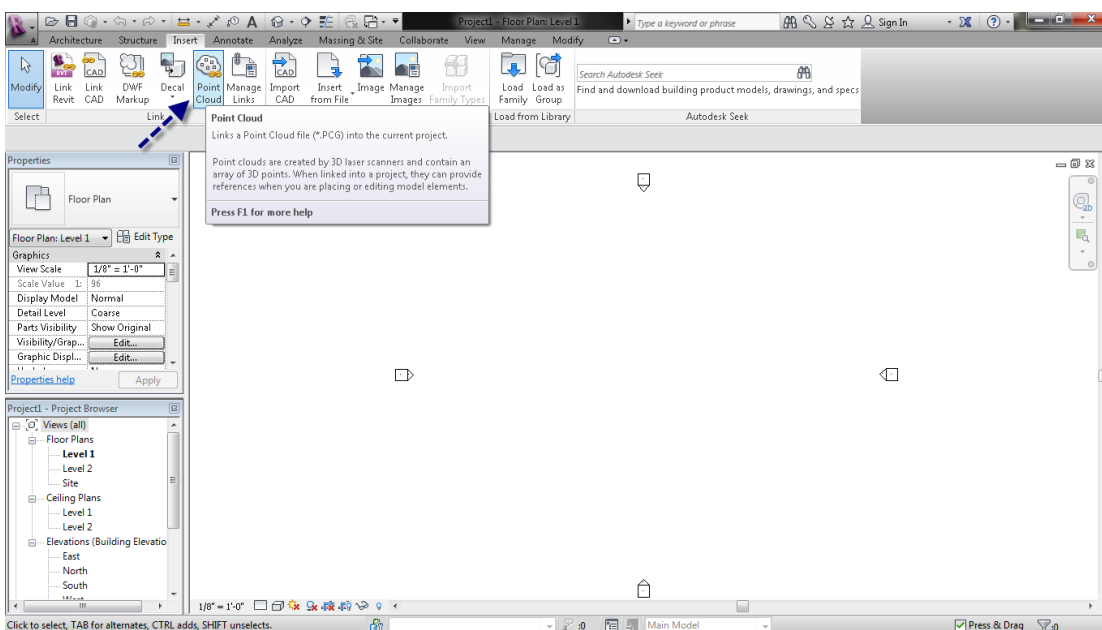 Project1 - Floor Plan: Level 1
Type a keyword or phrase
Sign In
Architecture Structure Insert Annotate Analyze Massing & Site Collaborate View Manage Modify
Modify
Link Revit
Link CAD
DWF Markup
Decal
Point Cloud
Manage Links
Import CAD
Insert from File
Image
Manage Images
Import Family Types
Load Family
Load as Group
Search Autodesk Seek
Find and download building product models, drawings, and specs
Select
Link
Load from Library
Autodesk Seek
Point Cloud
Links a Point Cloud file (*.PCG) into the current project.
Point clouds are created by 3D laser scanners and contain an
array of 3D points. When linked into a project, they can provide
references when you are placing or editing model elements.
Press F1 for more help
Properties
Floor Plan
Floor Plan: Level 1
Edit Type
Graphics
View Scale 1/8" = 1'-0"
Scale Value 1: 96
Display Model Normal
Detail Level Coarse
Parts Visibility Show Original
Visibility/Grap... Edit...
Graphic Displ... Edit...
Properties help
Apply
2D
Project1 - Project Browser
Views (all)
Floor Plans
Level 1
Level 2
Site
Ceiling Plans
Level 1
Level 2
Elevations (Building Elevatio
East
North
South
1/8" = 1'-0"
Click to select, TAB for alternates, CTRL adds, SHIFT unselects.
:0
Main Model
Press & Drag
:0